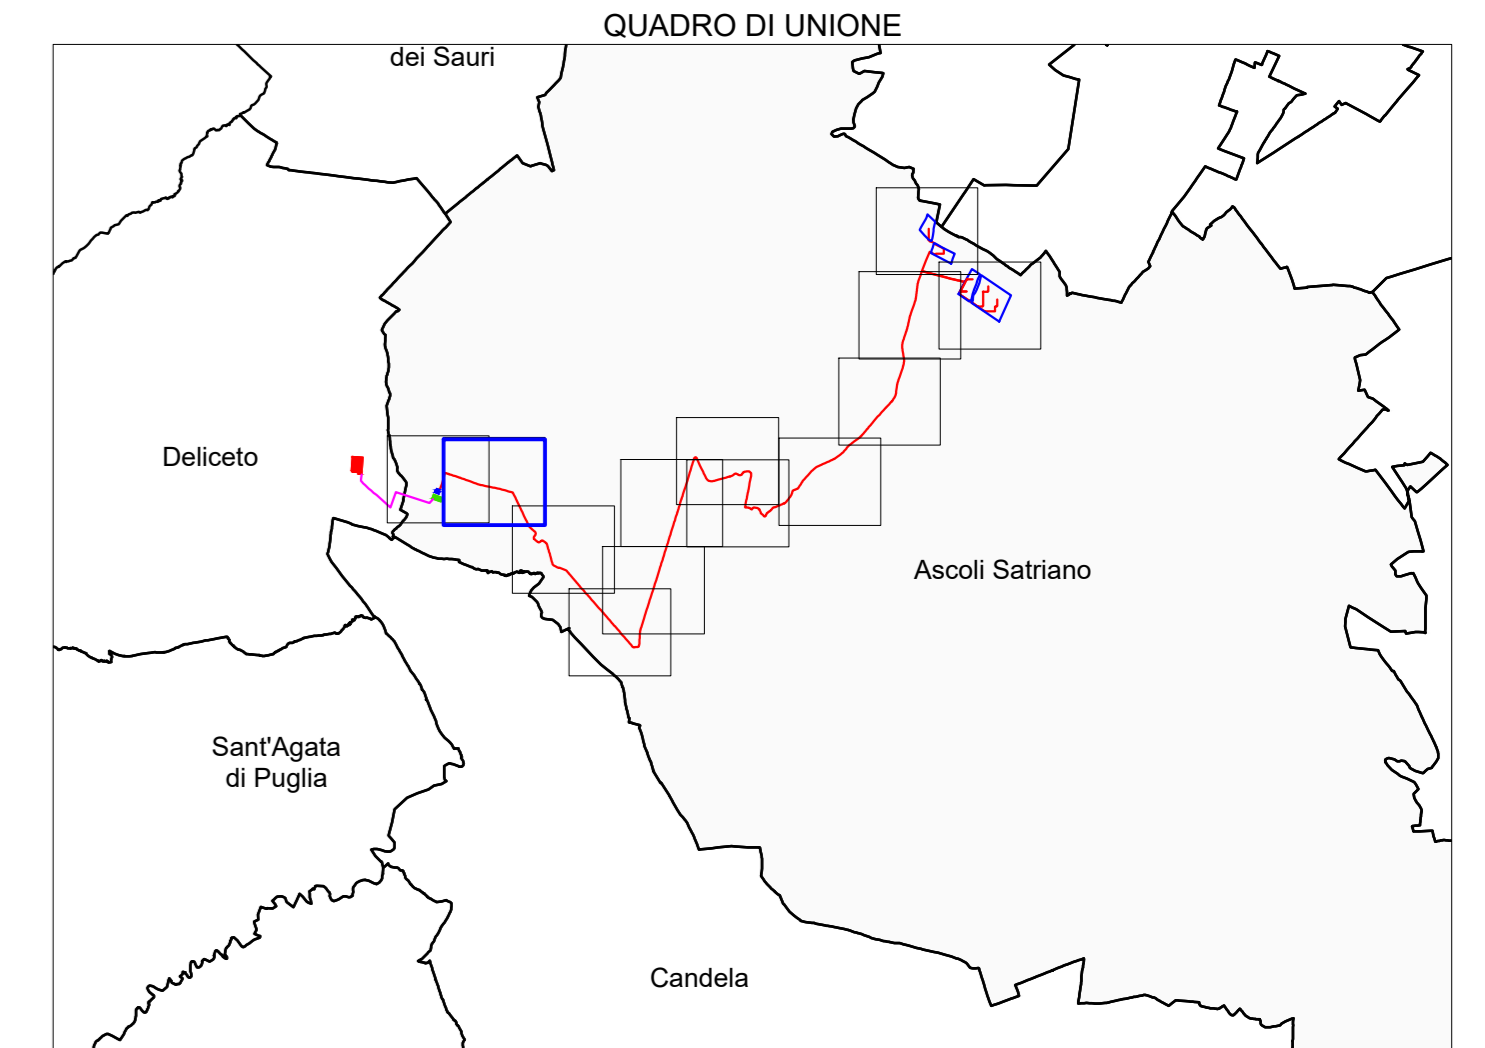 QUADRO DI UNIONE
dei Sauri
Deliceto
Ascoli Satriano
Sant'Agata
di Puglia
Candela